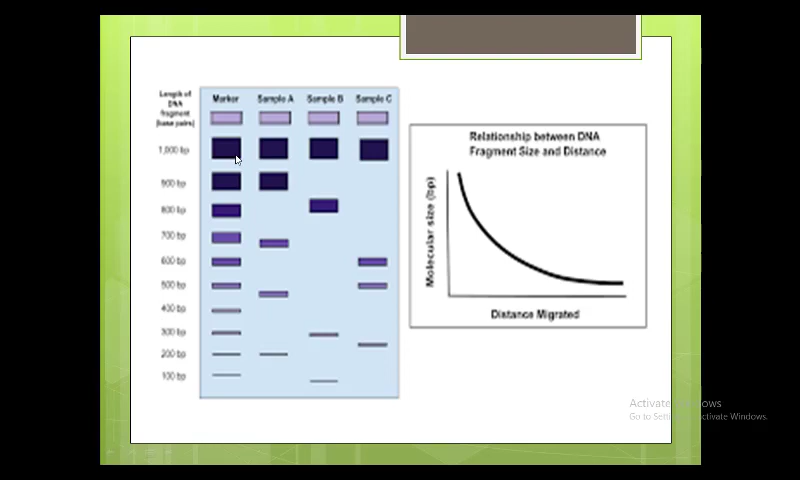 Length of
DNA
fragment
(base pairs)
Marker
Sample A
Sample B
Sample C
1,000 bp
900 bp
800 bp
700 bp
600 bp
500 bp
400 bp
300 bp
200 bp
100 bp
Relationship between DNA
Fragment Size and Distance
Molecular size (bp)
Distance Migrated
Activate Windows
Go to Settings to activate Windows.